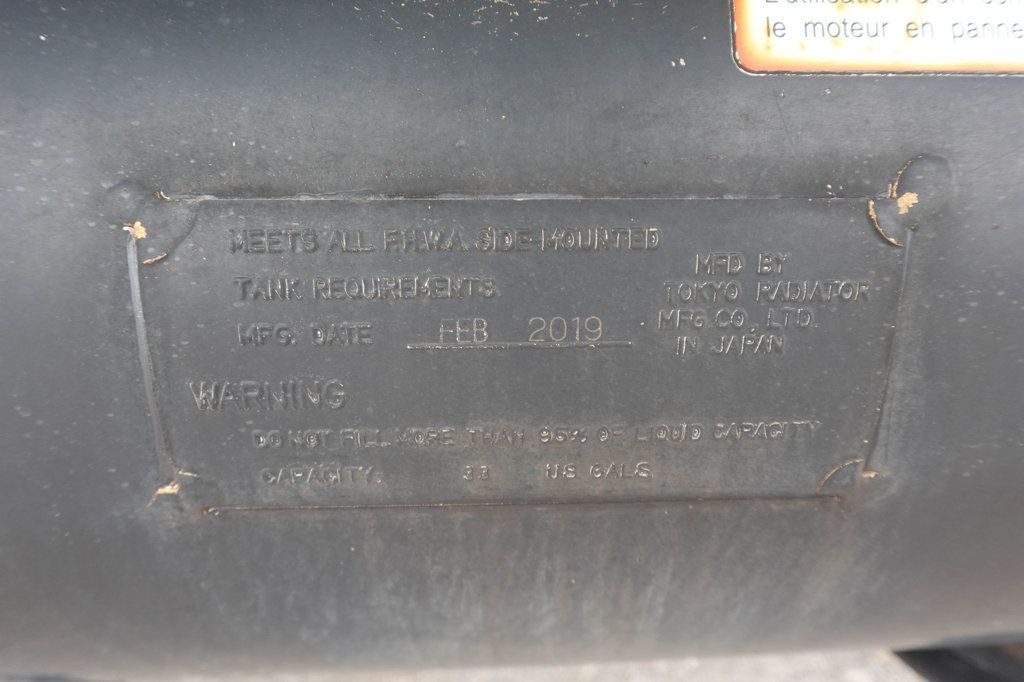 le moteur en panne
MEETS ALL F.H.W.A. SIDE-MOUNTED
TANK REQUIREMENTS
MFG. DATE FEB 2019
MFD BY
TOKYO RADIATOR
MFG.CO., LTD.
IN JAPAN
WARNING
DO NOT FILL MORE THAN 95% OF LIQUID CAPACITY
CAPACITY: 33 US GALS